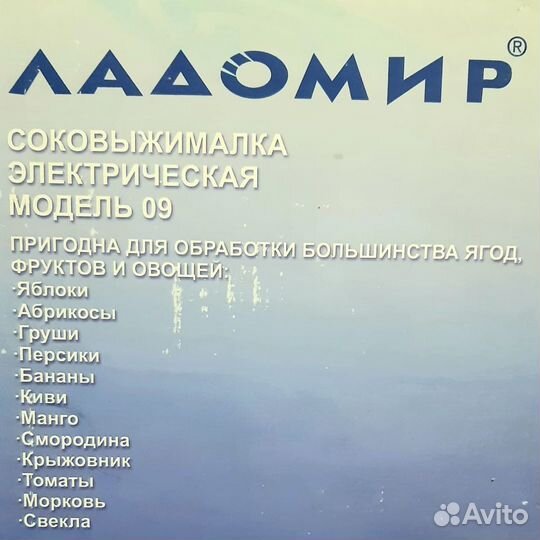 ЛАДОМИР®
СОКОВЫЖИМАЛКА
ЭЛЕКТРИЧЕСКАЯ
МОДЕЛЬ 09
ПРИГОДНА ДЛЯ ОБРАБОТКИ БОЛЬШИНСТВА ЯГОД,
ФРУКТОВ И ОВОЩЕЙ:
·Яблоки
·Абрикосы
·Груши
·Персики
·Бананы
·Киви
·Манго
·Смородина
·Крыжовник
·Томаты
·Морковь
·Свекла
Avito